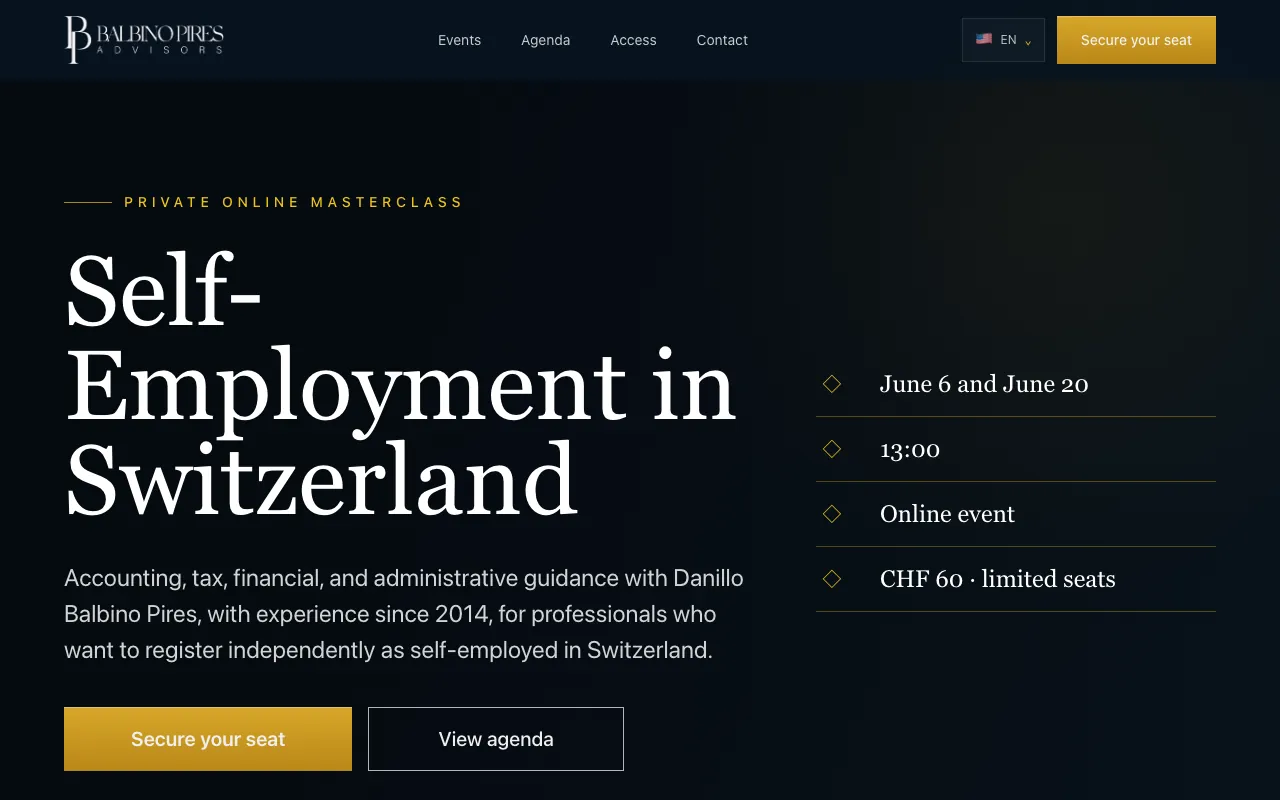 BALBINO PIRES
ADVISORS
Events
Agenda
Access
Contact
EN
Secure your seat
PRIVATE ONLINE MASTERCLASS
Self-
Employment in
Switzerland
Accounting, tax, financial, and administrative guidance with Danillo
Balbino Pires, with experience since 2014, for professionals who
want to register independently as self-employed in Switzerland.
Secure your seat
View agenda
June 6 and June 20
13:00
Online event
CHF 60 · limited seats